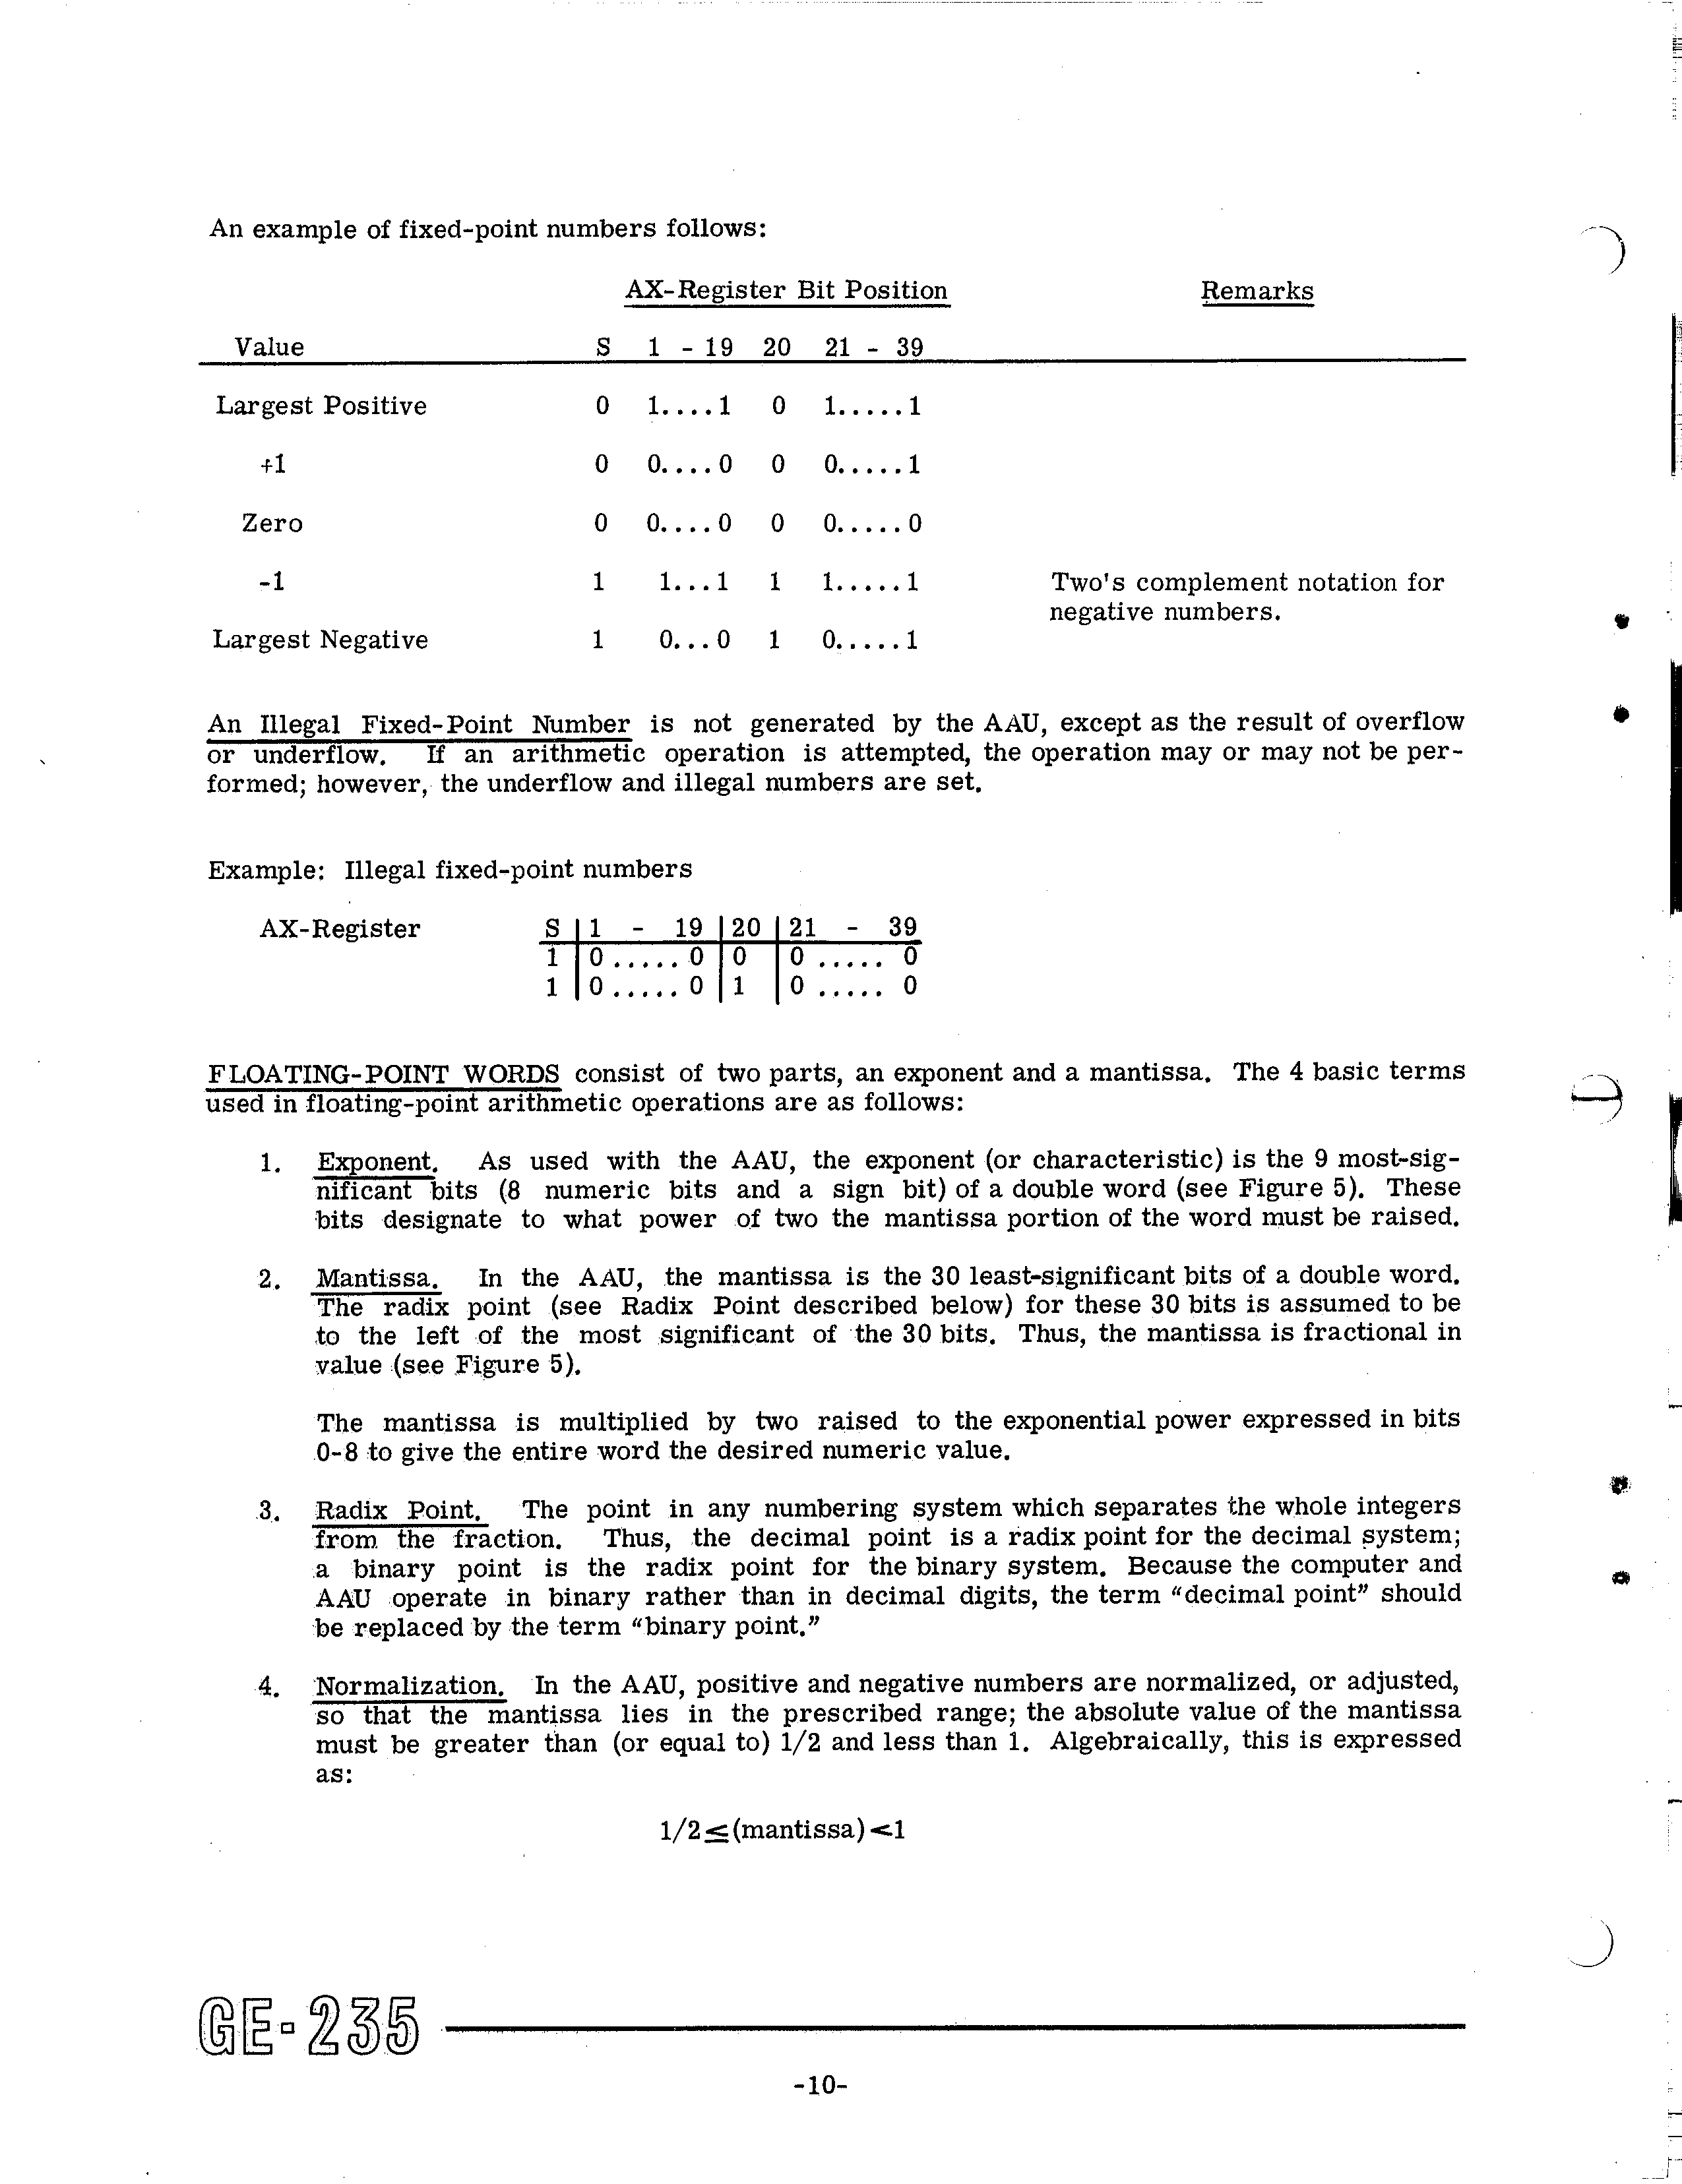 An example of fixed-point numbers follows:
AX-Register Bit Position Remarks
Value S 1 - 19 20 21 - 39
Largest Positive 0 1....1 0 1.....1
+1 0 0....0 0 0.....1
Zero 0 0....0 0 0.....0
-1 1 1...1 1 1.....1 Two's complement notation for
negative numbers.
Largest Negative 1 0...0 1 0.....1
An Illegal Fixed-Point Number is not generated by the AAU, except as the result of overflow
or underflow. If an arithmetic operation is attempted, the operation may or may not be per-
formed; however, the underflow and illegal numbers are set.
Example: Illegal fixed-point numbers
AX-Register S 1 - 19 20 21 - 39
1 0.....0 0 0..... 0
1 0.....0 1 0..... 0
FLOATING-POINT WORDS consist of two parts, an exponent and a mantissa. The 4 basic terms
used in floating-point arithmetic operations are as follows:
1. Exponent. As used with the AAU, the exponent (or characteristic) is the 9 most-sig-
nificant bits (8 numeric bits and a sign bit) of a double word (see Figure 5). These
bits designate to what power of two the mantissa portion of the word must be raised.
2. Mantissa. In the AAU, the mantissa is the 30 least-significant bits of a double word.
The radix point (see Radix Point described below) for these 30 bits is assumed to be
to the left of the most significant of the 30 bits. Thus, the mantissa is fractional in
value (see Figure 5).
The mantissa is multiplied by two raised to the exponential power expressed in bits
0-8 to give the entire word the desired numeric value.
3. Radix Point. The point in any numbering system which separates the whole integers
from the fraction. Thus, the decimal point is a radix point for the decimal system;
a binary point is the radix point for the binary system. Because the computer and
AAU operate in binary rather than in decimal digits, the term “decimal point” should
be replaced by the term “binary point.”
4. Normalization. In the AAU, positive and negative numbers are normalized, or adjusted,
so that the mantissa lies in the prescribed range; the absolute value of the mantissa
must be greater than (or equal to) 1/2 and less than 1. Algebraically, this is expressed
as:
1/2≤(mantissa)<1
GE-235
-10-